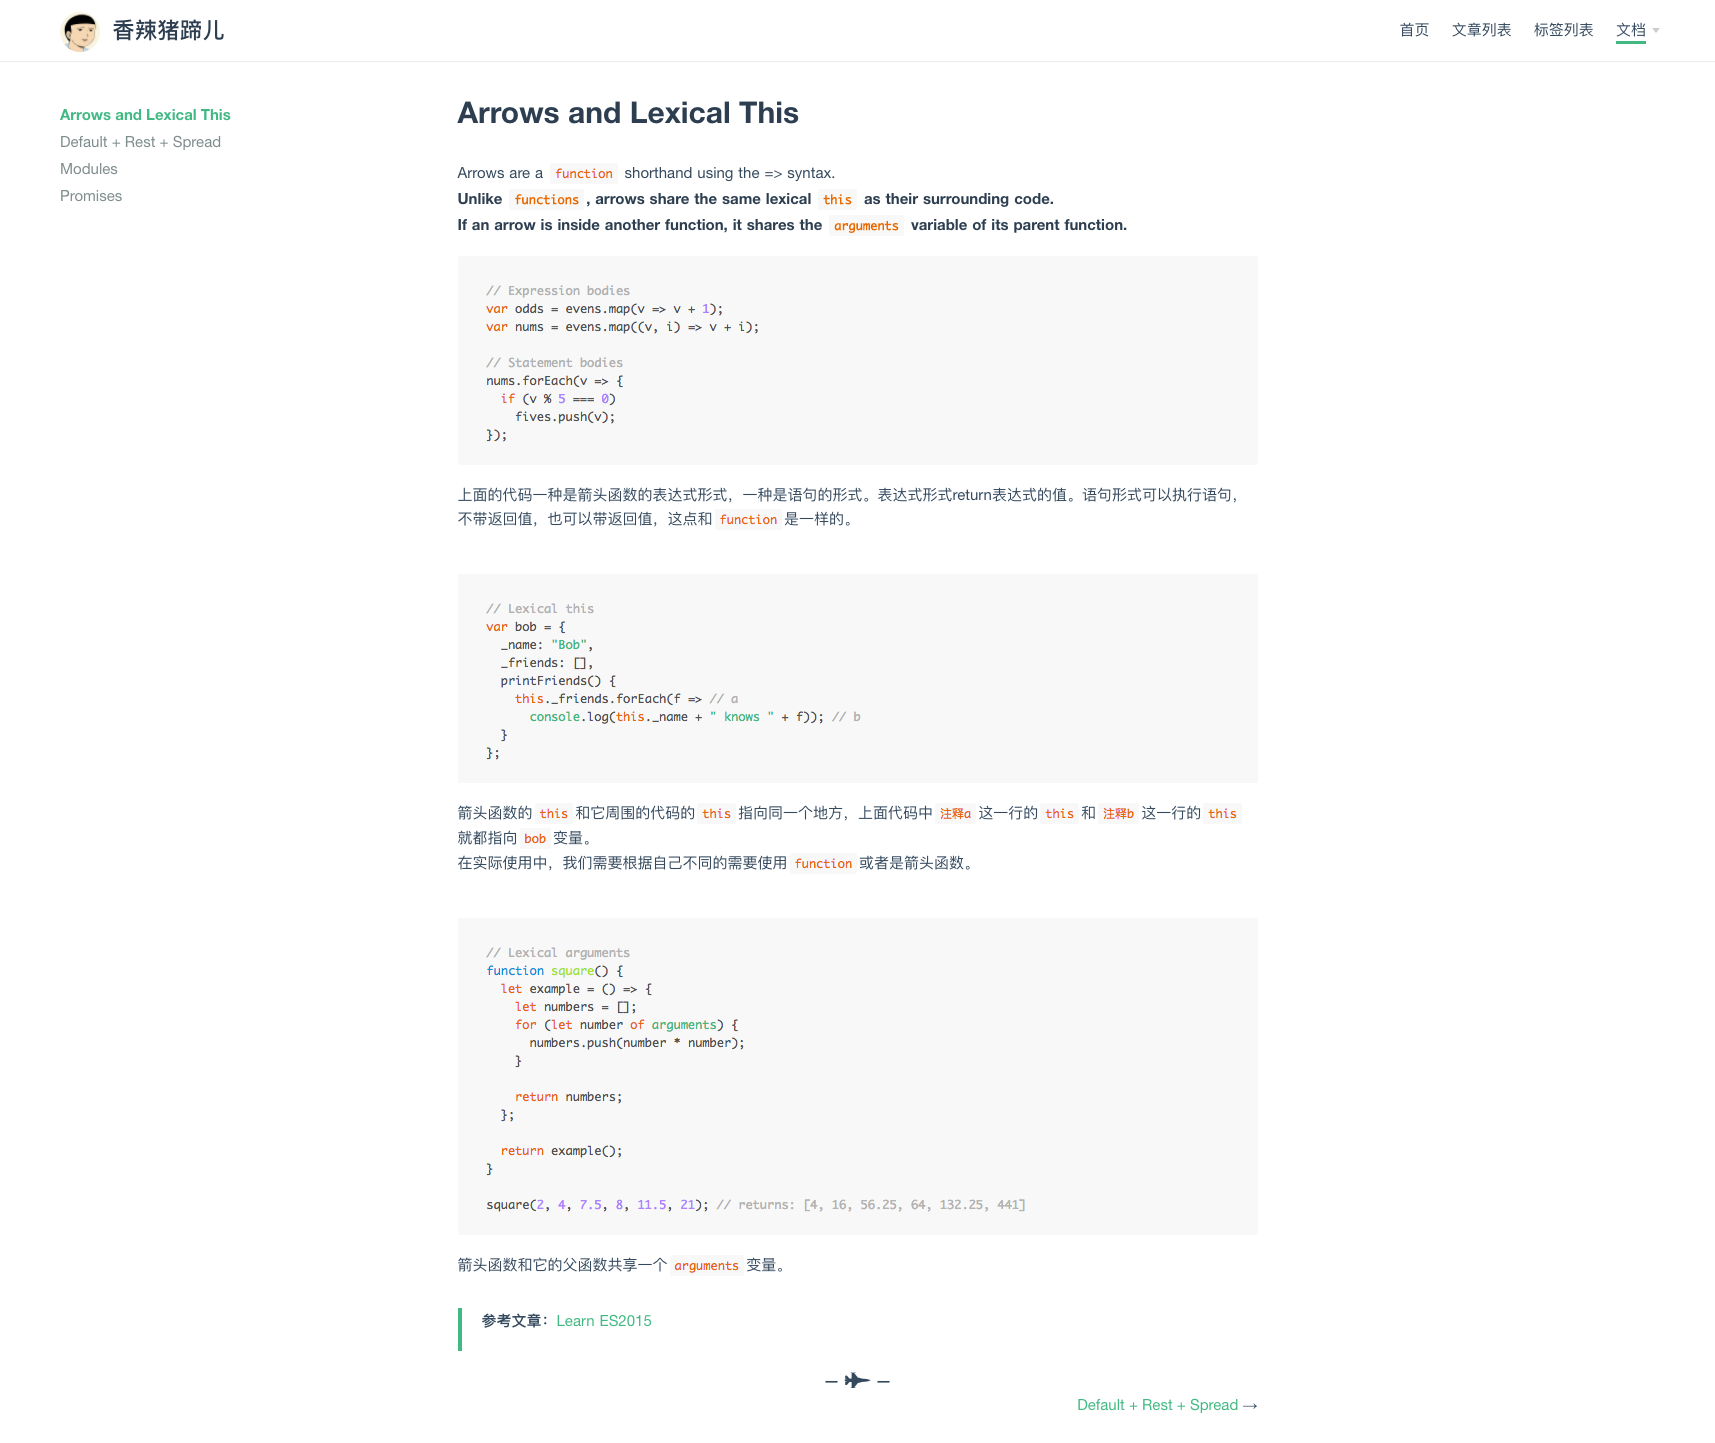 香辣猪蹄儿
首页 文章列表 标签列表 文档
Arrows and Lexical This
Default + Rest + Spread
Modules
Promises
Arrows and Lexical This
Arrows are a function shorthand using the => syntax.
Unlike functions , arrows share the same lexical this as their surrounding code.
If an arrow is inside another function, it shares the arguments variable of its parent function.
// Expression bodies
var odds = evens.map(v => v + 1);
var nums = evens.map((v, i) => v + i);
// Statement bodies
nums.forEach(v => {
  if (v % 5 === 0)
    fives.push(v);
});
上面的代码一种是箭头函数的表达式形式，一种是语句的形式。表达式形式return表达式的值。语句形式可以执行语句，
不带返回值，也可以带返回值，这点和 function 是一样的。
// Lexical this
var bob = {
  _name: "Bob",
  _friends: [],
  printFriends() {
    this._friends.forEach(f => // a
      console.log(this._name + " knows " + f)); // b
  }
};
箭头函数的 this 和它周围的代码的 this 指向同一个地方，上面代码中 注释a 这一行的 this 和 注释b 这一行的 this
就都指向 bob 变量。
在实际使用中，我们需要根据自己不同的需要使用 function 或者是箭头函数。
// Lexical arguments
function square() {
  let example = () => {
    let numbers = [];
    for (let number of arguments) {
      numbers.push(number * number);
    }
    return numbers;
  };
  return example();
}
square(2, 4, 7.5, 8, 11.5, 21); // returns: [4, 16, 56.25, 64, 132.25, 441]
箭头函数和它的父函数共享一个 arguments 变量。
参考文章：Learn ES2015
Default + Rest + Spread →